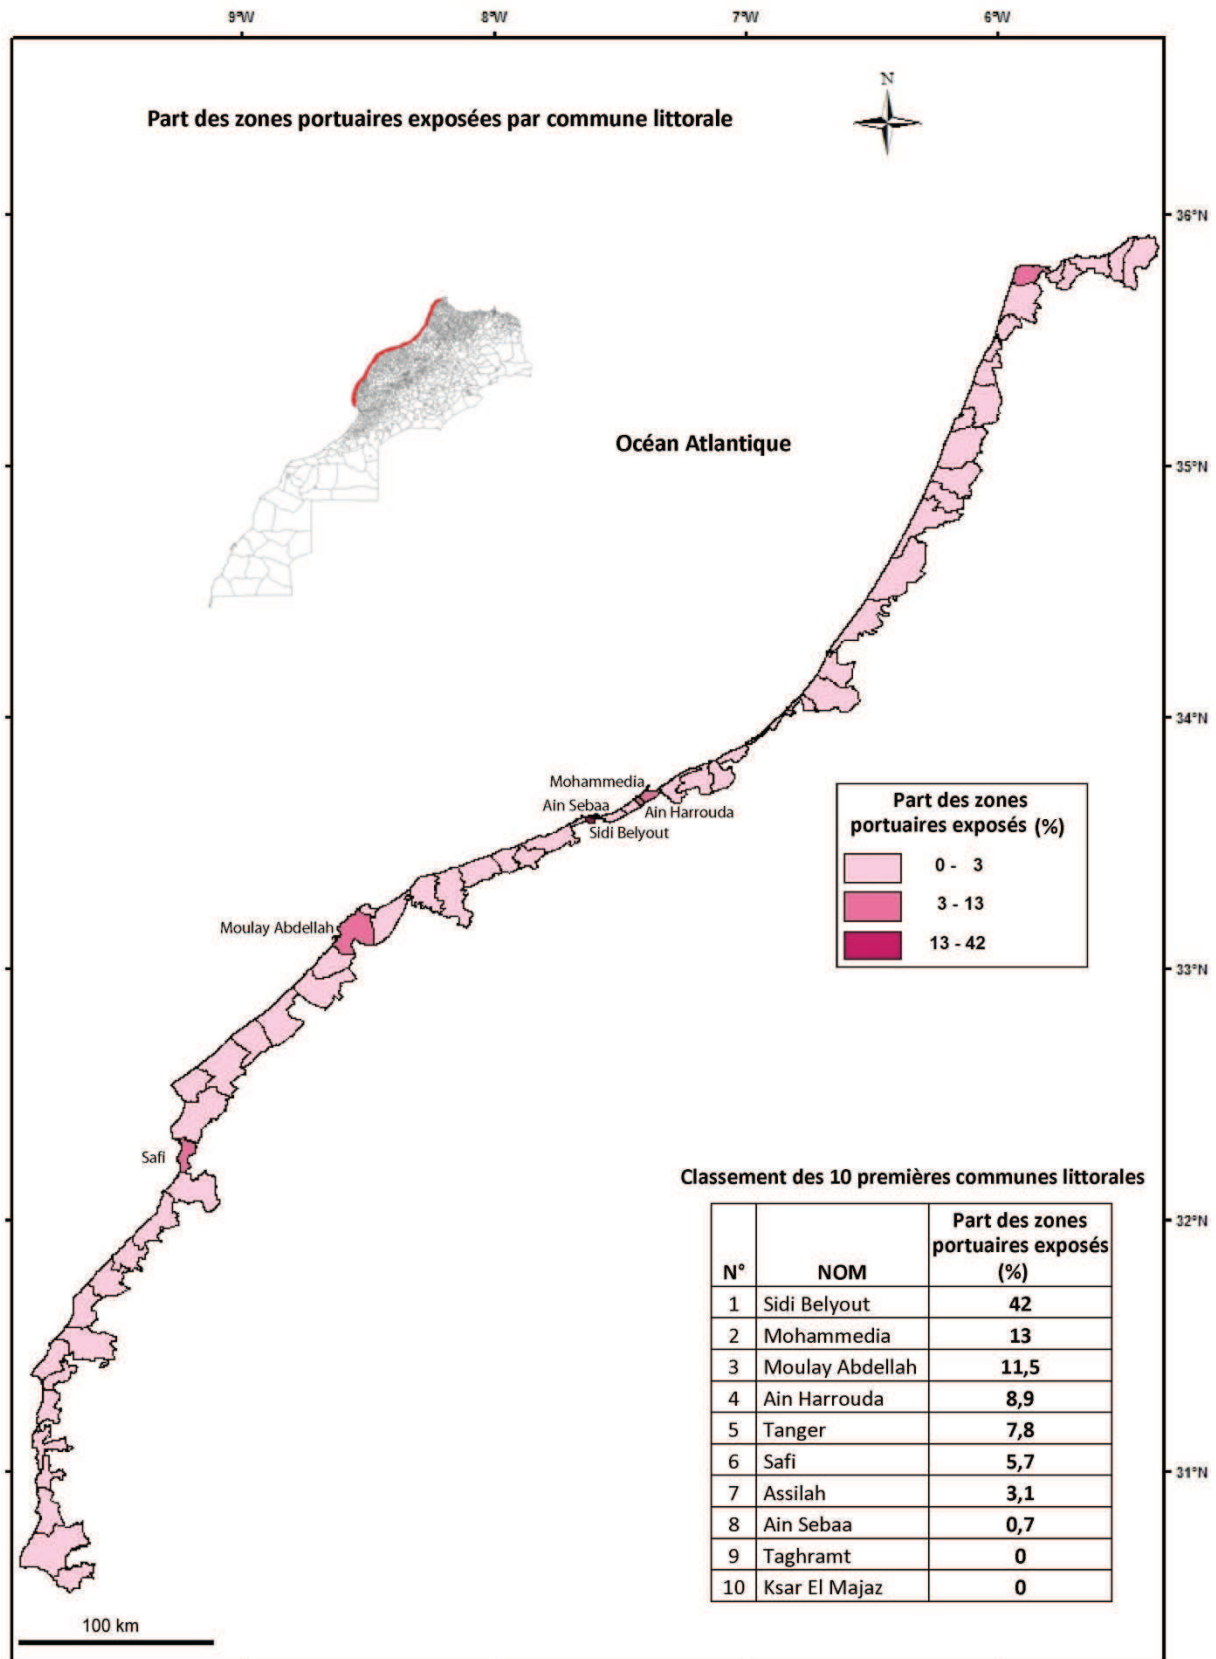 9°W 8°W 7°W 6°W
N
Part des zones portuaires exposées par commune littorale
36°N
Océan Atlantique
35°N
34°N
Mohammedia
Ain Sebaa
Ain Harrouda
Sidi Belyout
Part des zones
portuaires exposés (%)
0 - 3
3 - 13
13 - 42
Moulay Abdellah
33°N
Safi
Classement des 10 premières communes littorales
32°N
N° NOM Part des zones
portuaires exposés
(%)
1 Sidi Belyout 42
2 Mohammedia 13
3 Moulay Abdellah 11,5
4 Ain Harrouda 8,9
5 Tanger 7,8
6 Safi 5,7
7 Assilah 3,1
8 Ain Sebaa 0,7
9 Taghramt 0
10 Ksar El Majaz 0
31°N
100 km